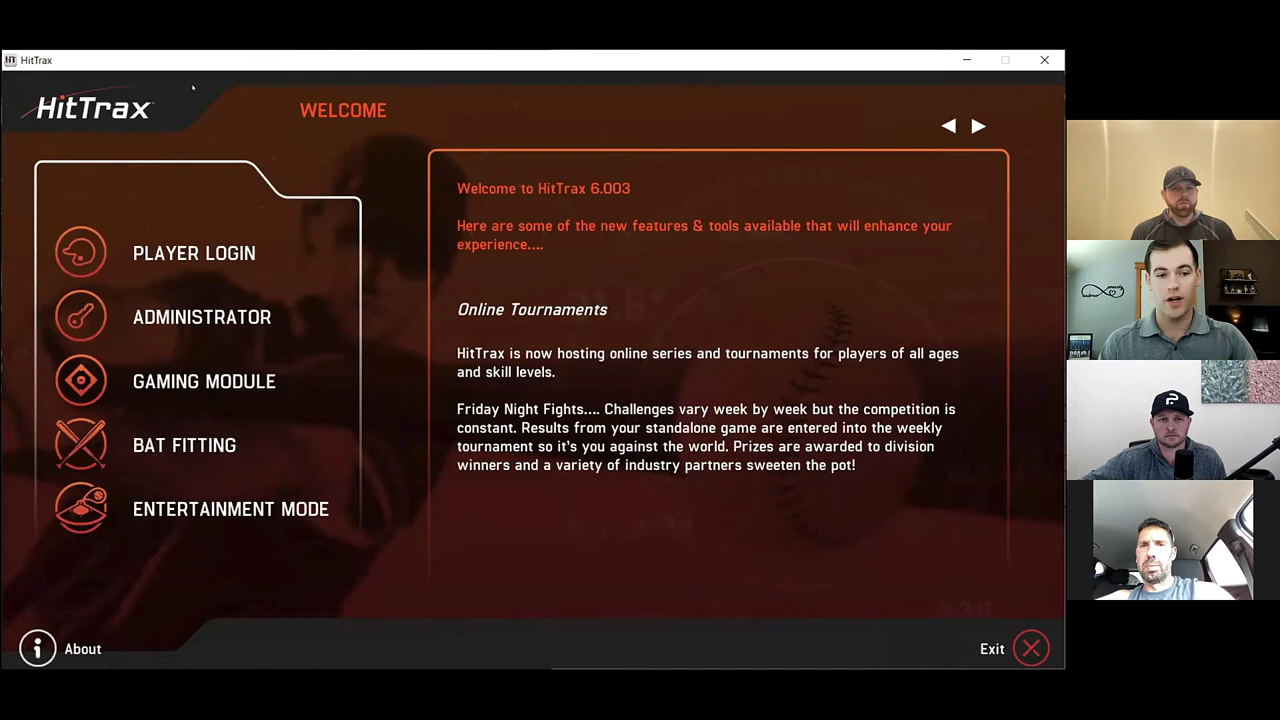 HitTrax
HitTrax
WELCOME
PLAYER LOGIN
ADMINISTRATOR
GAMING MODULE
BAT FITTING
ENTERTAINMENT MODE
Welcome to HitTrax 6.003
Here are some of the new features & tools available that will enhance your
experience....
Online Tournaments
HitTrax is now hosting online series and tournaments for players of all ages
and skill levels.
Friday Night Fights.... Challenges vary week by week but the competition is
constant. Results from your standalone game are entered into the weekly
tournament so it's you against the world. Prizes are awarded to division
winners and a variety of industry partners sweeten the pot!
About
Exit